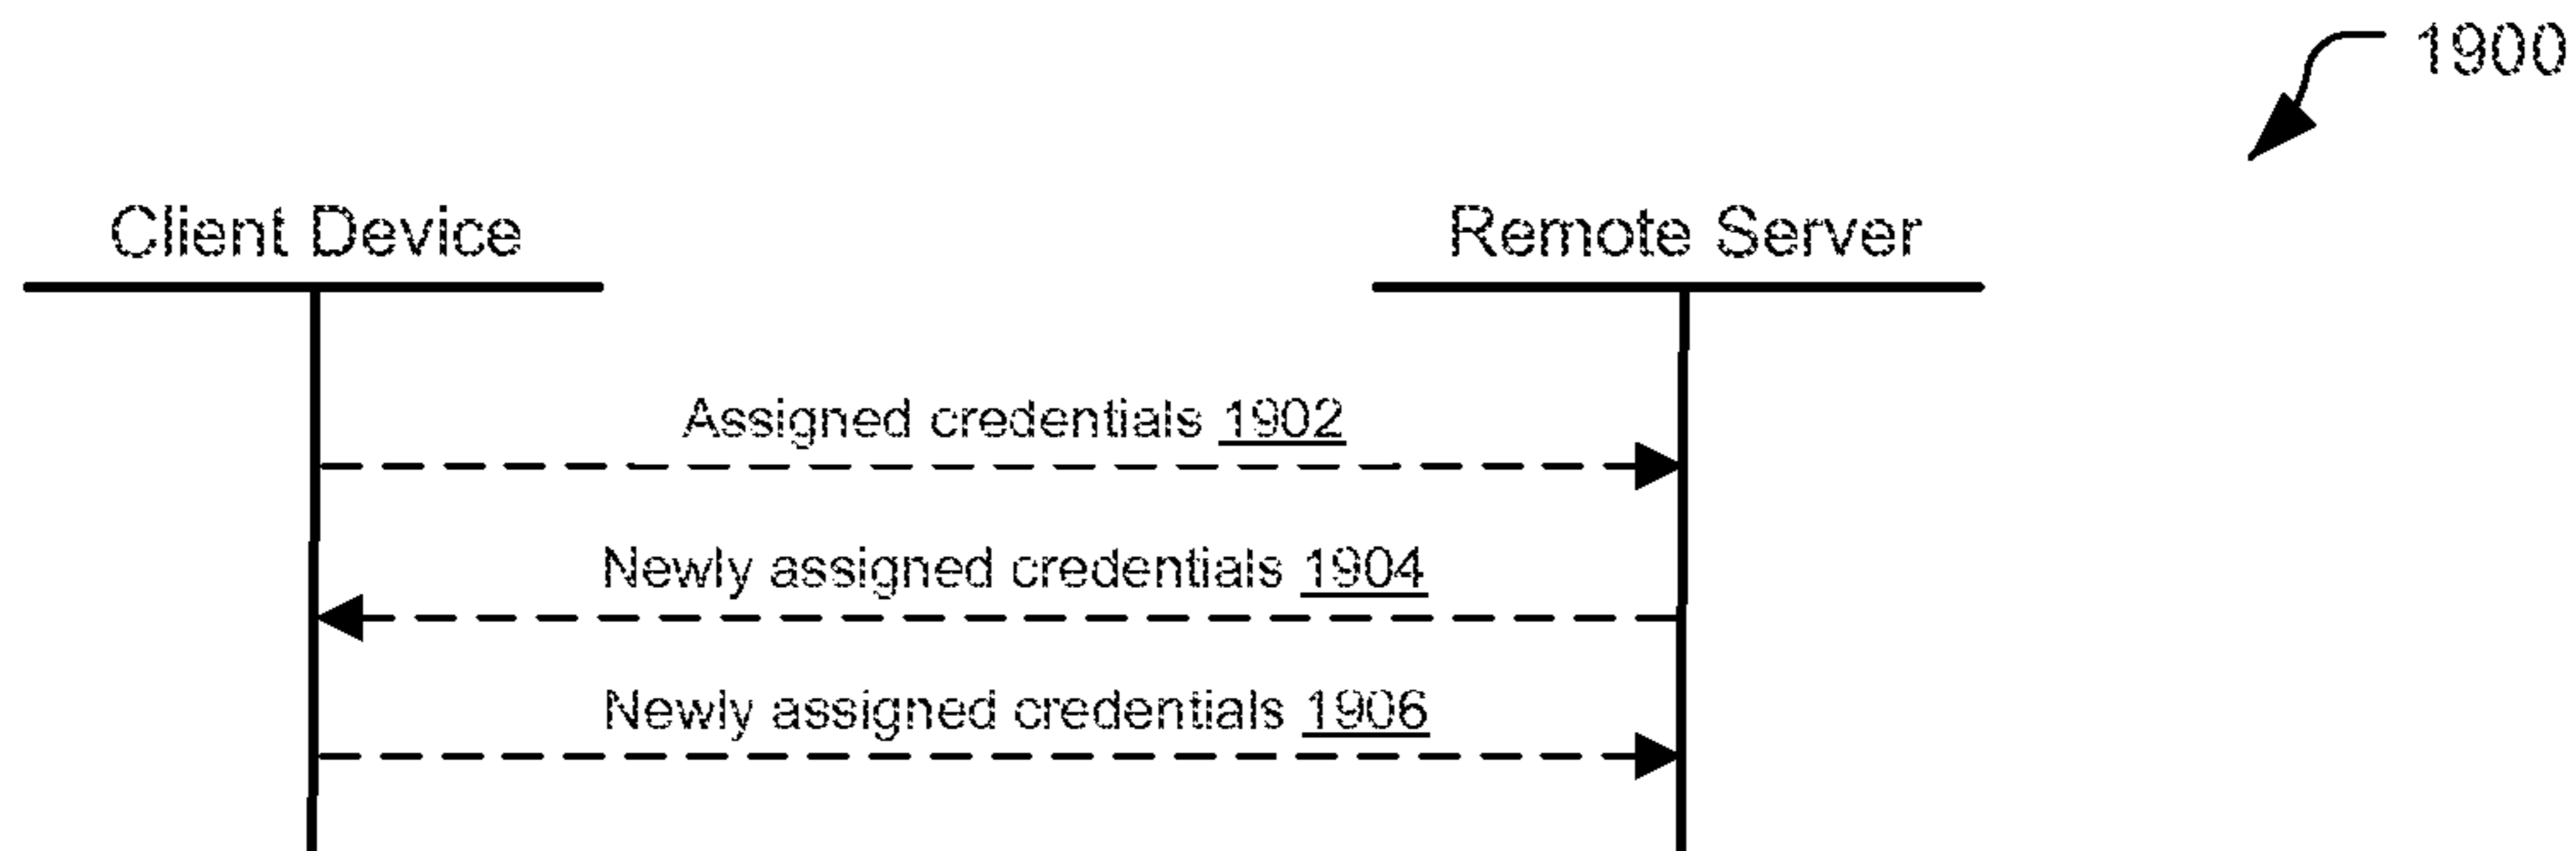 1900
Client Device
Remote Server
Assigned credentials 1902
Newly assigned credentials 1904
Newly assigned credentials 1906